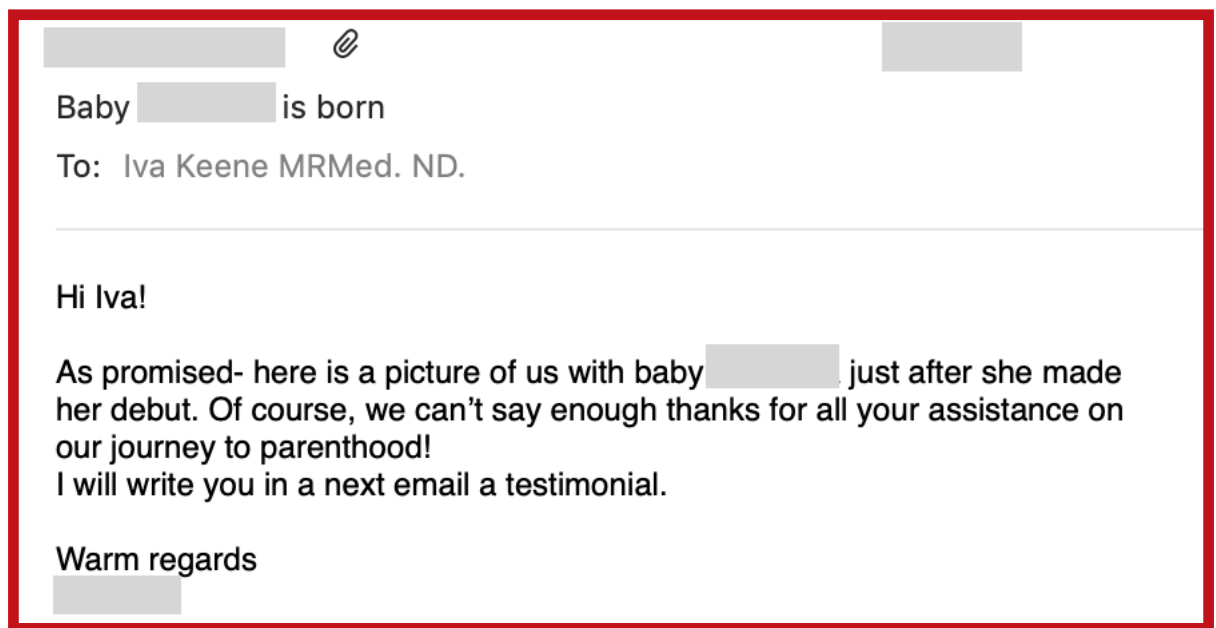 Baby is born
To: Iva Keene MRMed. ND.
Hi Iva!
As promised- here is a picture of us with baby just after she made
her debut. Of course, we can’t say enough thanks for all your assistance on
our journey to parenthood!
I will write you in a next email a testimonial.
Warm regards